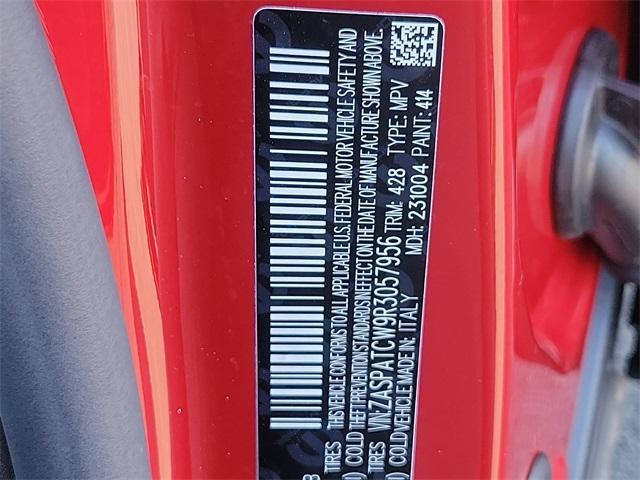 B TIRES THIS VEHICLE CONFORMS TO ALL APPLICABLE U.S. FEDERAL MOTOR VEHICLE SAFETY AND
COLD THEFT PREVENTION STANDARDS IN EFFECT ON THE DATE OF MANUFACTURE SHOWN ABOVE.
TIRES VIN: ZASPATCW9R3057956 TRIM: 428 TYPE: MPV
COLD VEHICLE MADE IN: ITALY MDH: 231004 PAINT: 414